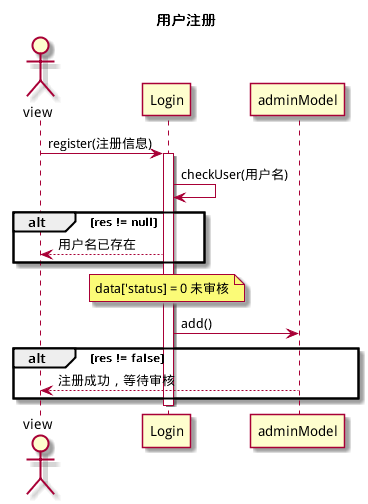 用户注册
view
Login
adminModel
register(注册信息)
checkUser(用户名)
alt [res != null]
用户名已存在
data['status] = 0 未审核
add()
alt [res != false]
注册成功，等待审核
view
Login
adminModel